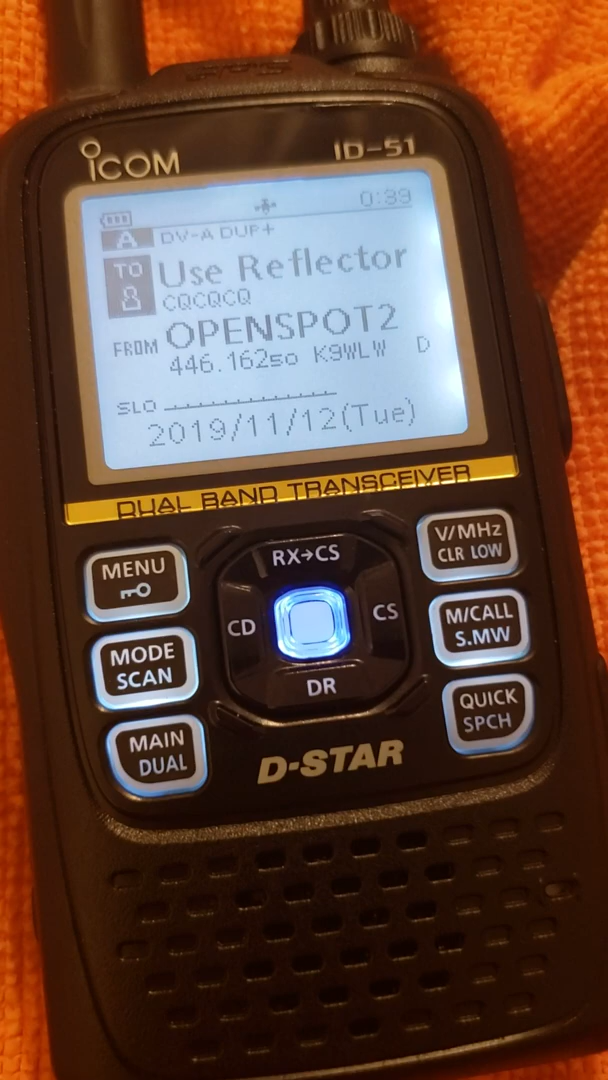 ICOM ID-51
0:39
A DV-A DUP+
TO Use Reflector
CQCQCQ
FROM OPENSPOT2
446.16250 K9WLW D
SLO
2019/11/12(Tue)
DUAL BAND TRANSCEIVER
MENU
RX→CS
V/MHz
CLR LOW
CD
CS
MODE
SCAN
M/CALL
S.MW
DR
MAIN
DUAL
QUICK
SPCH
D-STAR